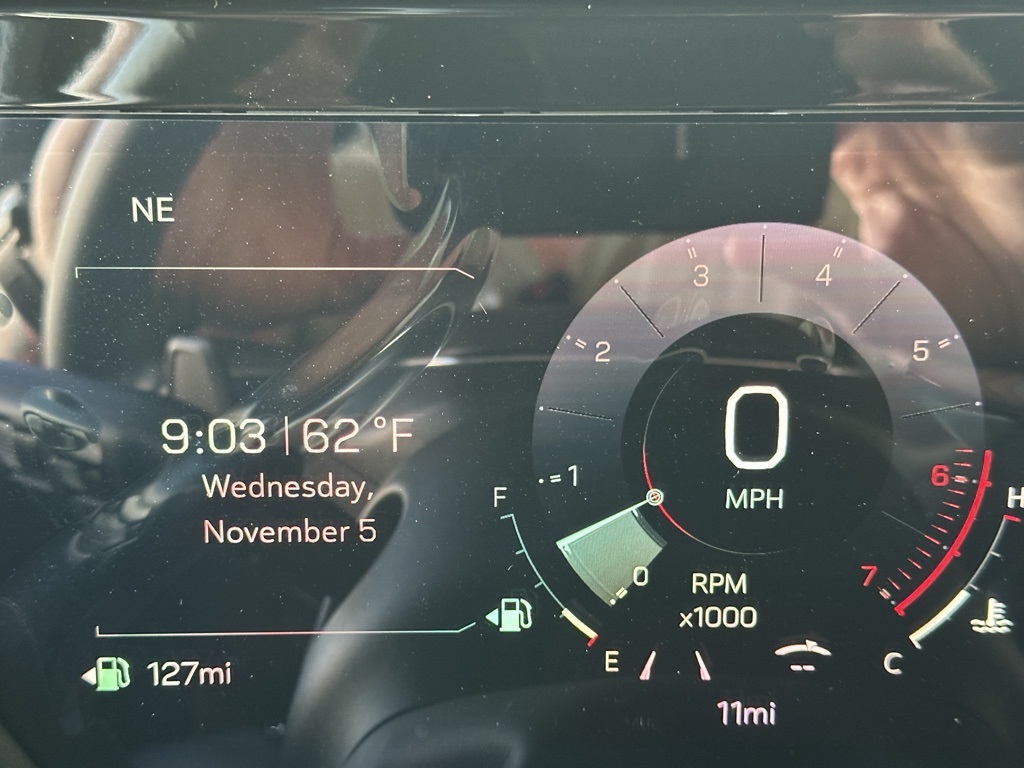 NE
9:03 | 62 °F
Wednesday,
November 5
127mi
F
E
0
1
2
3
4
5
6
7
0
MPH
RPM
x1000
H
C
--
11mi